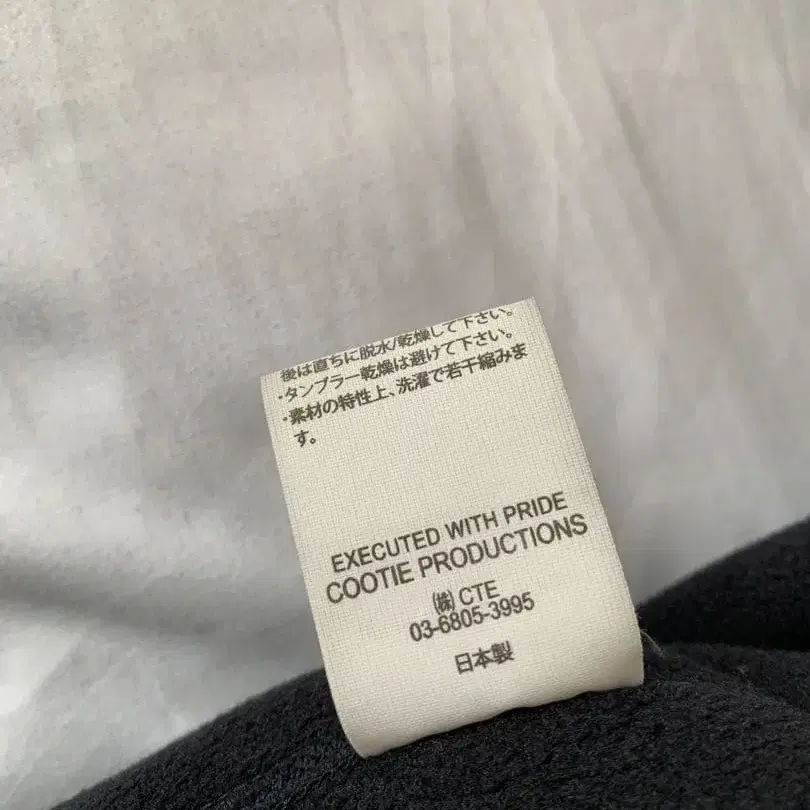 後は直ちに脱水/乾燥して下さい。
・タンブラー乾燥は避けて下さい。
・素材の特性上、洗濯で若干縮みま
す。
EXECUTED WITH PRIDE
COOTIE PRODUCTIONS
㈱ CTE
03-6805-3995
日本製